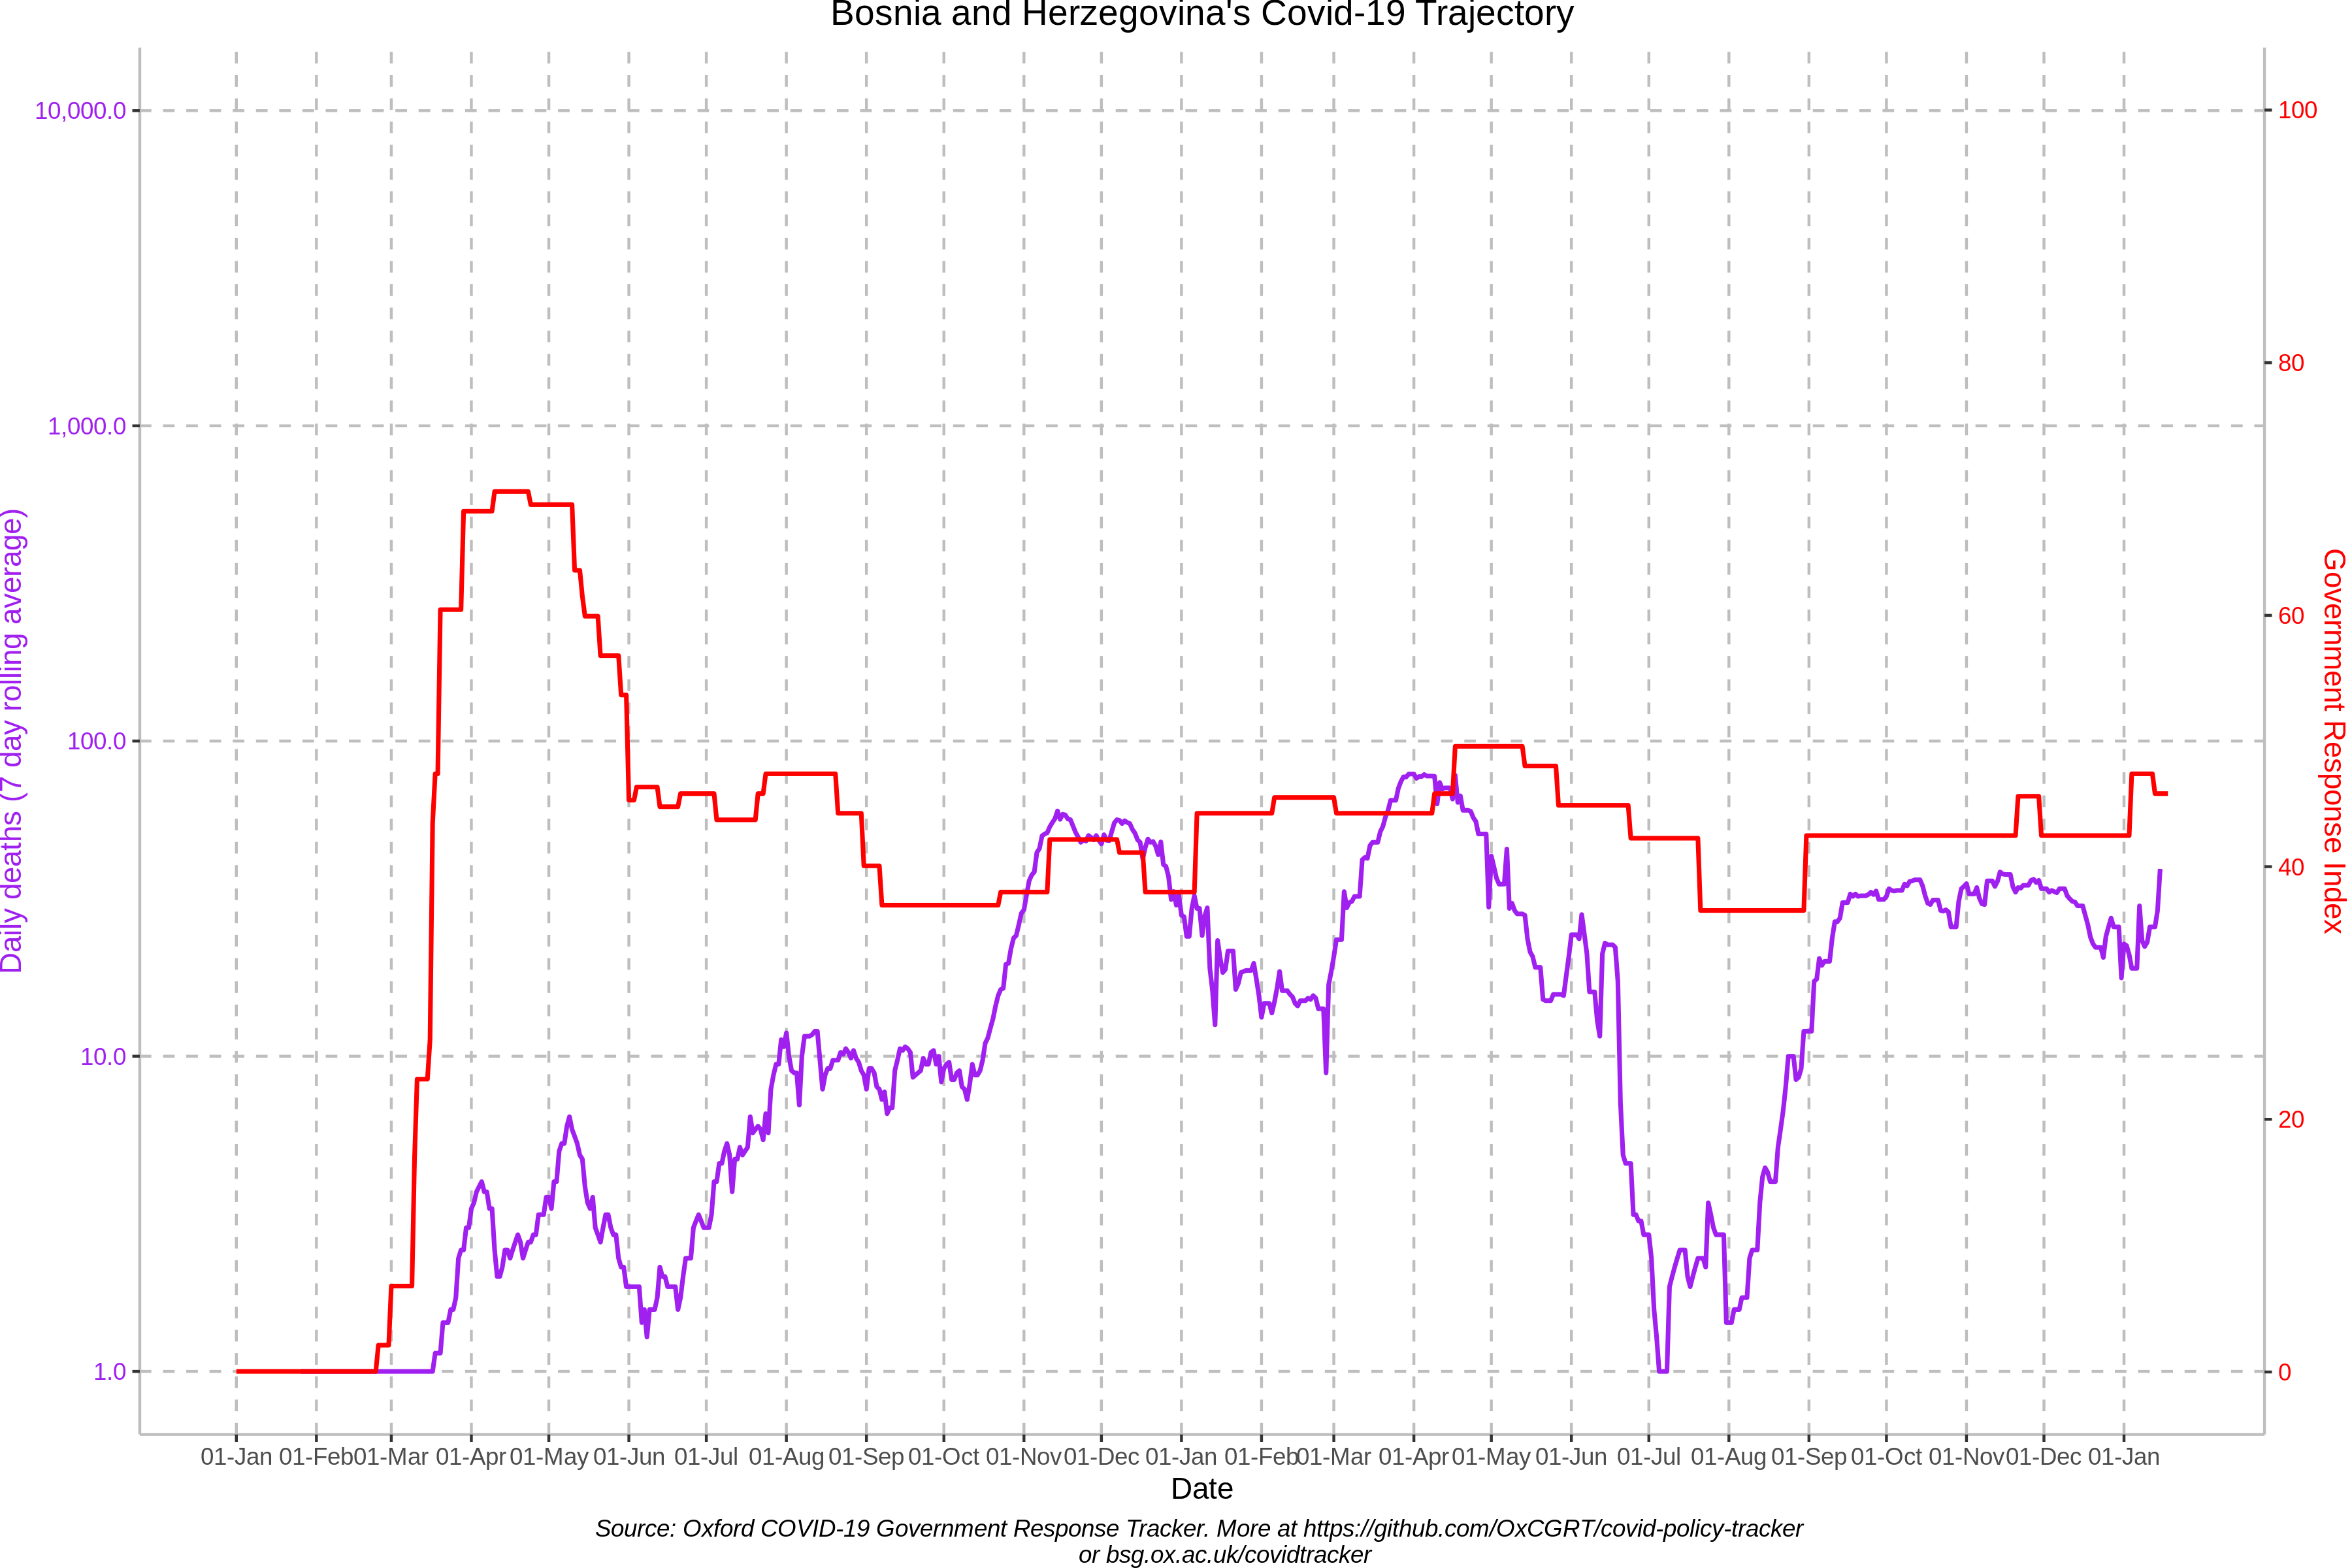 Bosnia and Herzegovina's Covid-19 Trajectory
Daily deaths (7 day rolling average)
10,000.0
1,000.0
100.0
10.0
1.0
100
80
60
40
20
0
Government Response Index
01-Jan 01-Feb 01-Mar 01-Apr 01-May 01-Jun 01-Jul 01-Aug 01-Sep 01-Oct 01-Nov 01-Dec 01-Jan 01-Feb 01-Mar 01-Apr 01-May 01-Jun 01-Jul 01-Aug 01-Sep 01-Oct 01-Nov 01-Dec 01-Jan
Date
Source: Oxford COVID-19 Government Response Tracker. More at https://github.com/OxCGRT/covid-policy-tracker
or bsg.ox.ac.uk/covidtracker